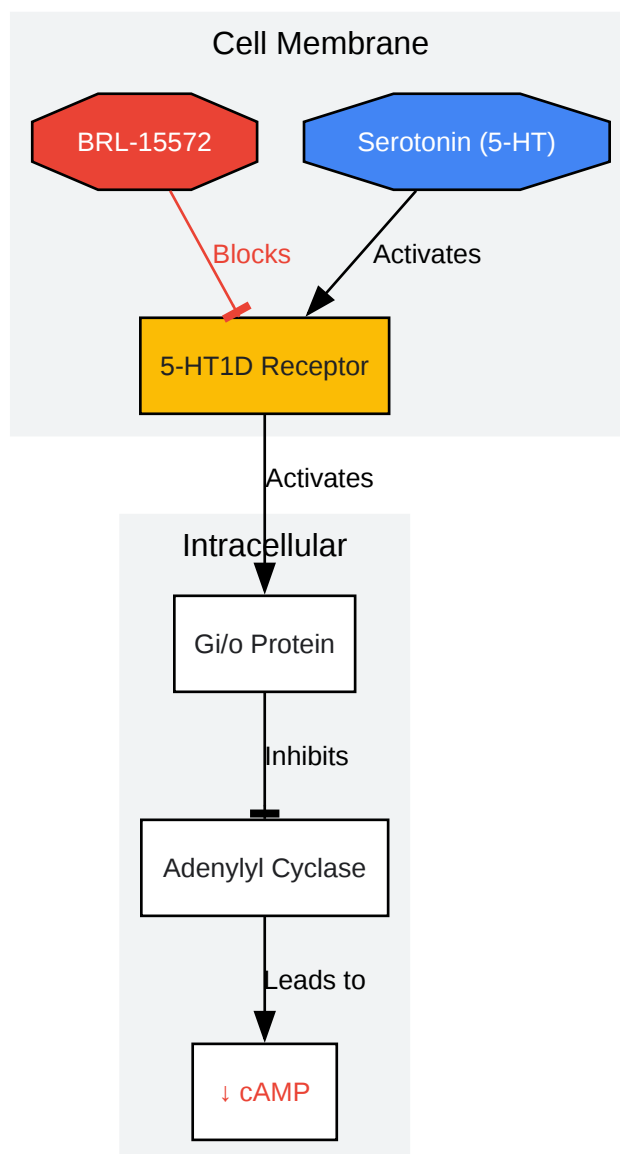 Cell Membrane
BRL-15572
Serotonin (5-HT)
Blocks
Activates
5-HT1D Receptor
Activates
Intracellular
Gi/o Protein
Inhibits
Adenylyl Cyclase
Leads to
↓ cAMP